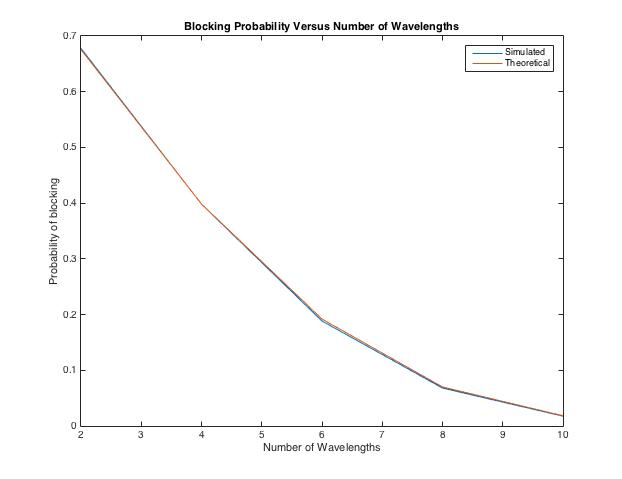 Blocking Probability Versus Number of Wavelengths
Simulated
Theoretical
Probability of blocking
0.7
0.6
0.5
0.4
0.3
0.2
0.1
0
2 3 4 5 6 7 8 9 10
Number of Wavelengths